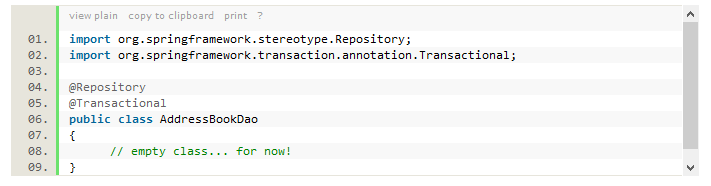 view plain copy to clipboard print ?
01. import org.springframework.stereotype.Repository;
02. import org.springframework.transaction.annotation.Transactional;
03.
04. @Repository
05. @Transactional
06. public class AddressBookDao
07. {
08. // empty class... for now!
09. }